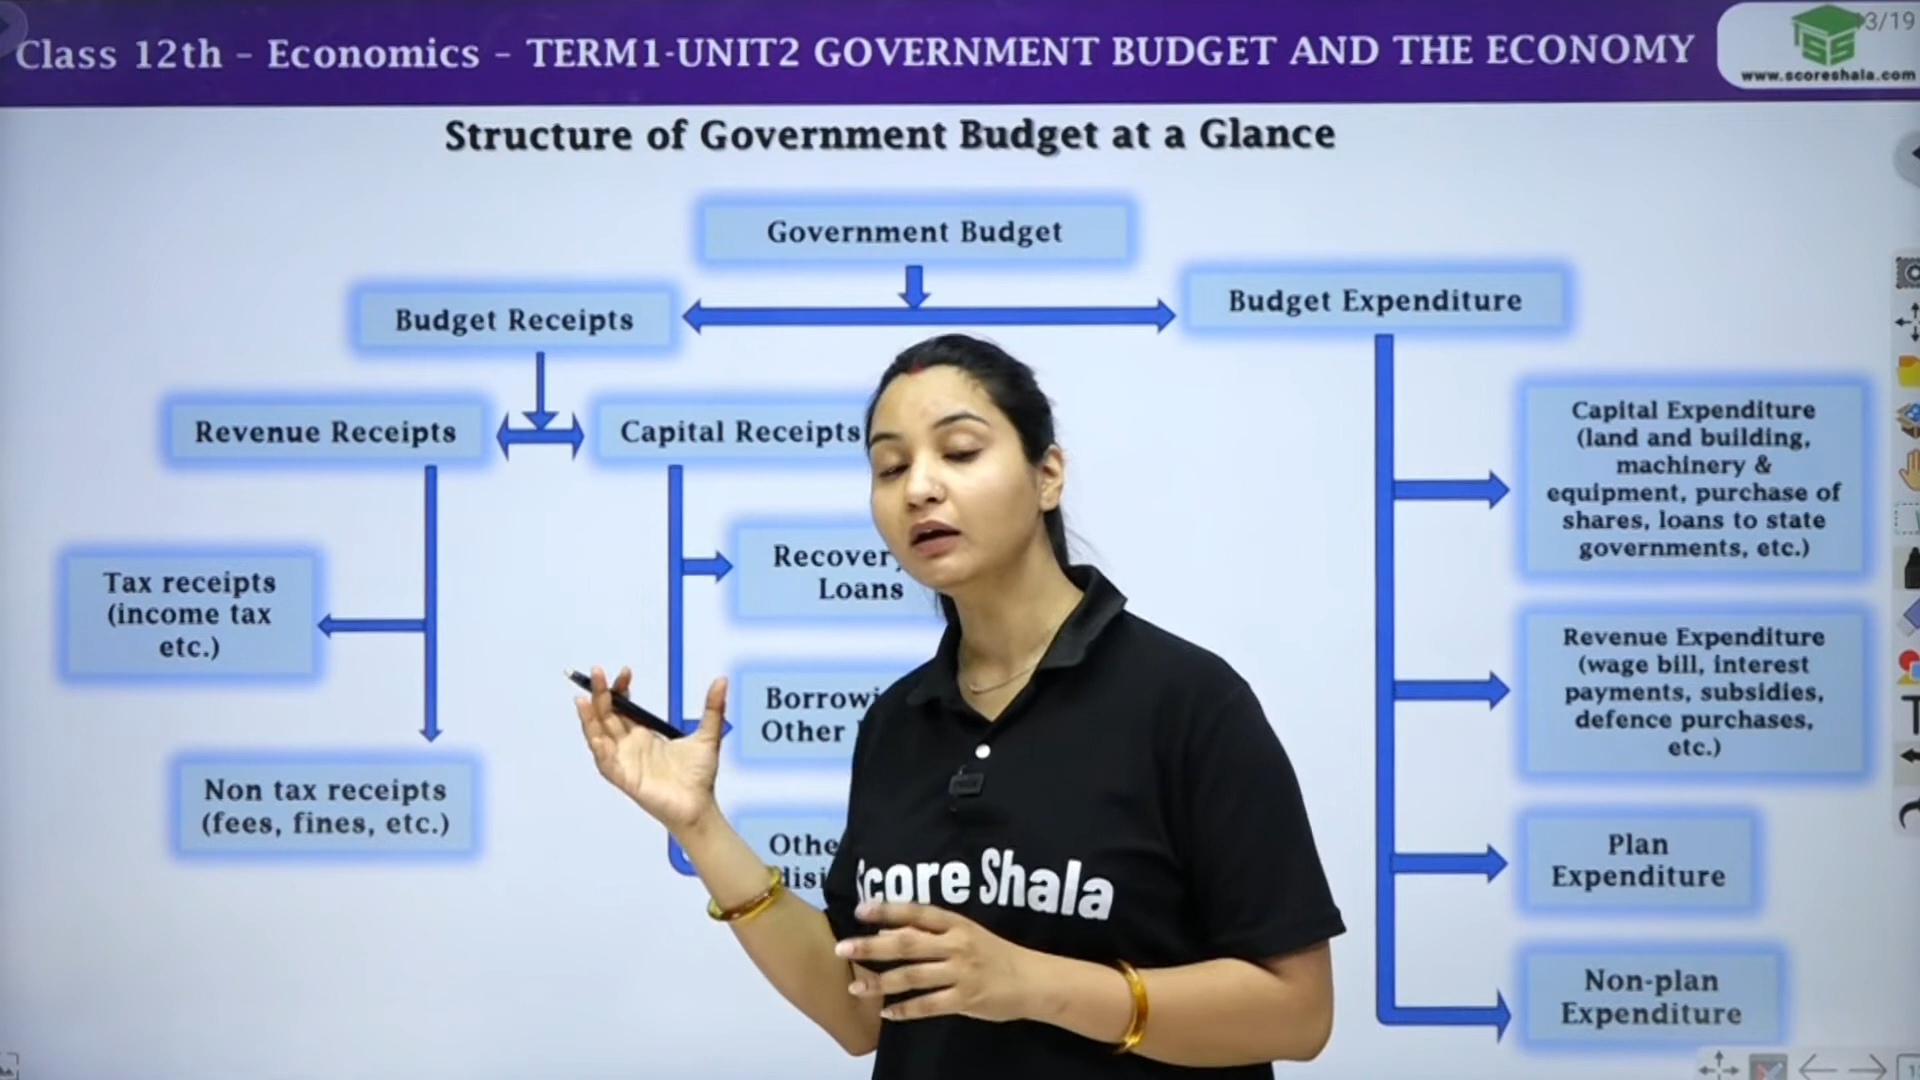 Class 12th - Economics - TERM1-UNIT2 GOVERNMENT BUDGET AND THE ECONOMY
3/19
www.scoreshala.com
Structure of Government Budget at a Glance
Government Budget
Budget Receipts
Budget Expenditure
Revenue Receipts
Capital Receipts
Capital Expenditure
(land and building,
machinery &
equipment, purchase of
shares, loans to state
governments, etc.)
Recover
Loans
Tax receipts
(income tax
etc.)
Revenue Expenditure
(wage bill, interest
payments, subsidies,
defence purchases,
etc.)
Borrowi
Other
Non tax receipts
(fees, fines, etc.)
Othe
disi
Plan
Expenditure
Non-plan
Expenditure
Score Shala